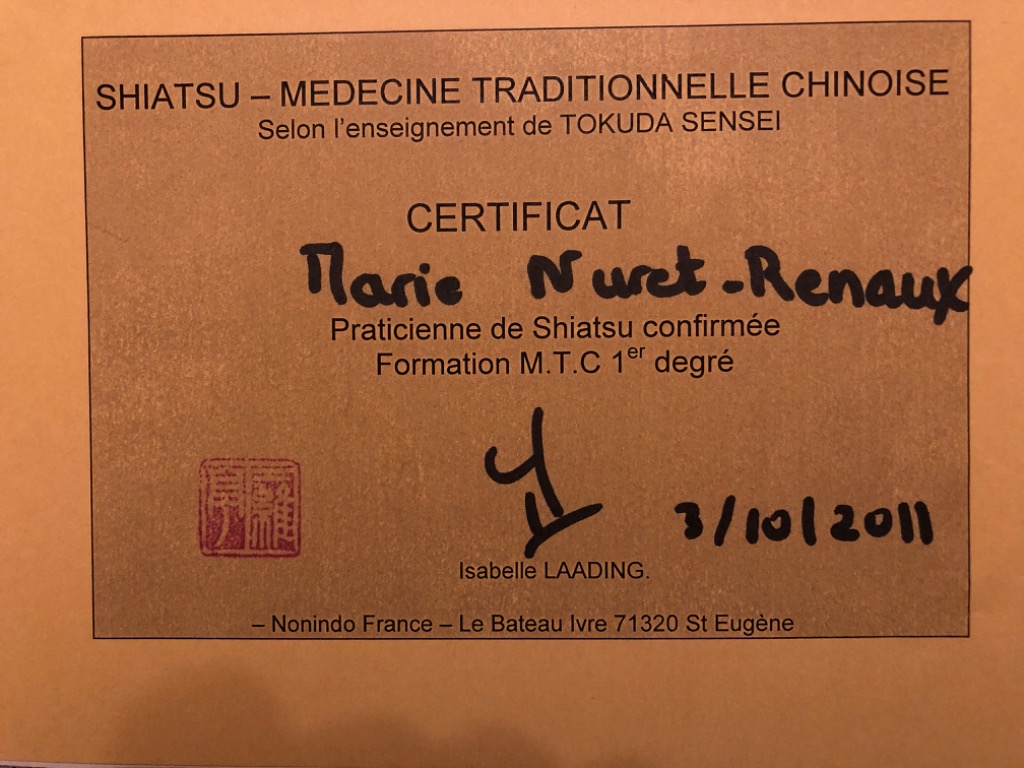 SHIATSU – MEDECINE TRADITIONNELLE CHINOISE
Selon l'enseignement de TOKUDA SENSEI
CERTIFICAT
Marie Nuret-Renaux
Praticienne de Shiatsu confirmée
Formation M.T.C 1er degré
3/10/2011
Isabelle LAADING.
– Nonindo France – Le Bateau Ivre 71320 St Eugène